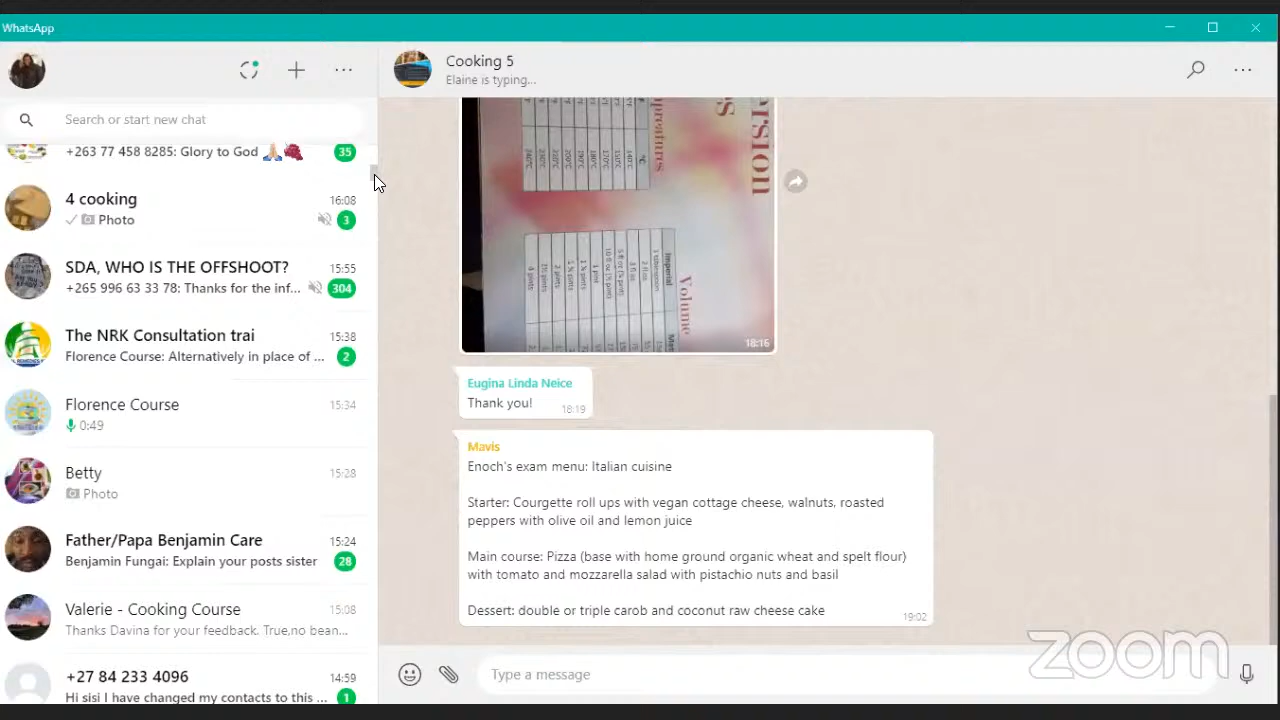 WhatsApp
Search or start new chat
+263 77 458 8285: Glory to God 🙏🏼🍇
35
4 cooking
16:08
Photo
3
SDA, WHO IS THE OFFSHOOT?
15:55
+265 996 63 33 78: Thanks for the inf...
304
The NRK Consultation trai
15:38
Florence Course: Alternatively in place of ...
2
Florence Course
15:34
0:49
Betty
15:28
Photo
Father/Papa Benjamin Care
15:24
Benjamin Fungai: Explain your posts sister
28
Valerie - Cooking Course
15:08
Thanks Davina for your feedback. True,no bean...
+27 84 233 4096
14:59
Hi sisi I have changed my contacts to this ...
1
Cooking 5
Elaine is typing...
Volume
Imperial
18:16
Eugina Linda Neice
Thank you!
18:19
Mavis
Enoch's exam menu: Italian cuisine
Starter: Courgette roll ups with vegan cottage cheese, walnuts, roasted
peppers with olive oil and lemon juice
Main course: Pizza (base with home ground organic wheat and spelt flour)
with tomato and mozzarella salad with pistachio nuts and basil
Dessert: double or triple carob and coconut raw cheese cake
19:02
Type a message
zoom